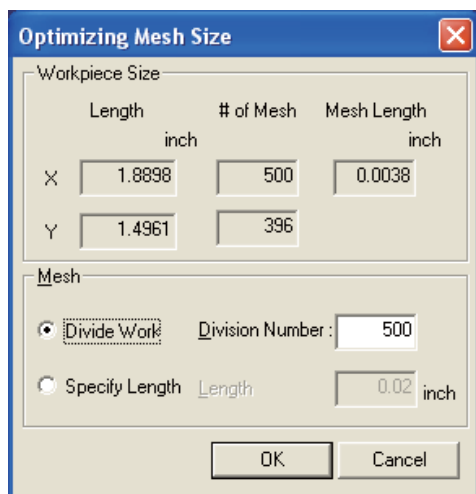 Optimizing Mesh Size
Workpiece Size
Length # of Mesh Mesh Length
inch inch
X 1.8898 500 0.0038
Y 1.4961 396
Mesh
Divide Work Division Number : 500
Specify Length Length 0.02 inch
OK Cancel